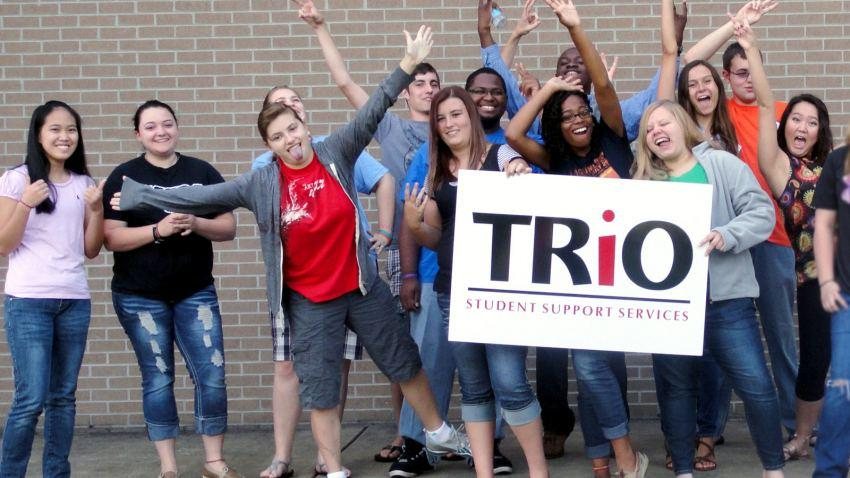 TRiO
STUDENT SUPPORT SERVICES